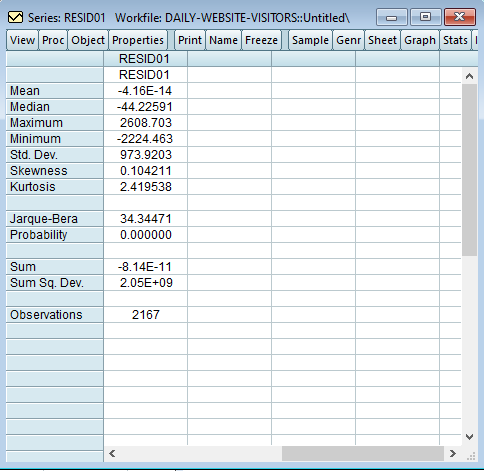 Series: RESID01 Workfile: DAILY-WEBSITE-VISITORS::Untitled\
View Proc Object Properties Print Name Freeze Sample Genr Sheet Graph Stats
RESID01
RESID01
Mean -4.16E-14
Median -44.22591
Maximum 2608.703
Minimum -2224.463
Std. Dev. 973.9203
Skewness 0.104211
Kurtosis 2.419538
Jarque-Bera 34.34471
Probability 0.000000
Sum -8.14E-11
Sum Sq. Dev. 2.05E+09
Observations 2167